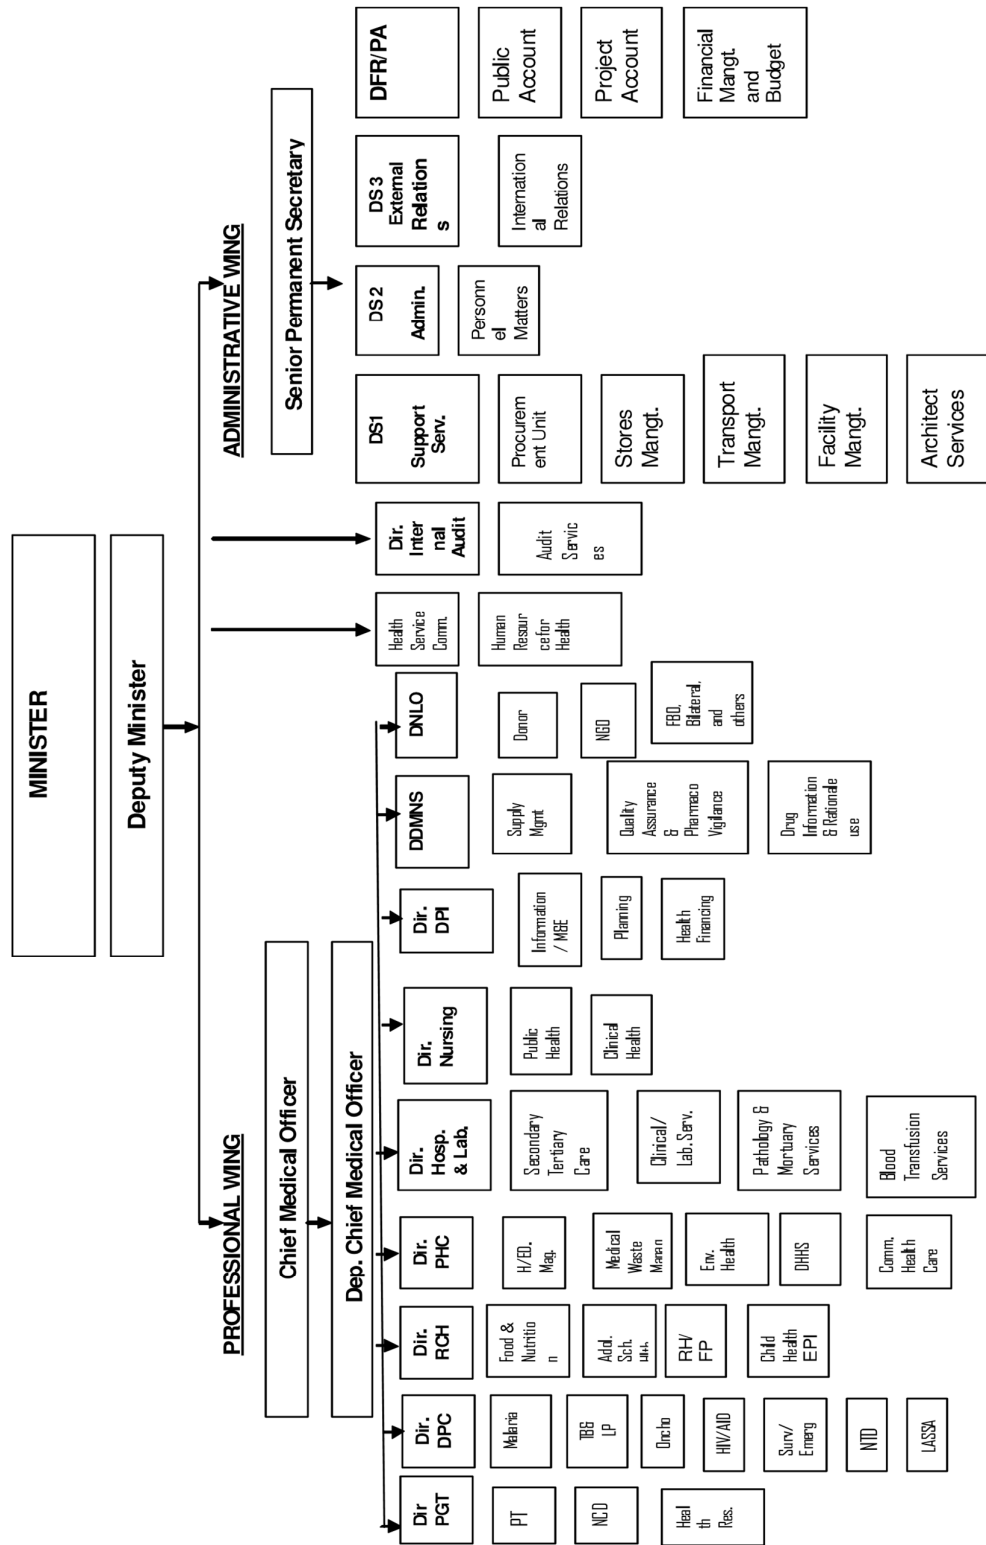 MINISTER
Deputy Minister
PROFESSIONAL WING
ADMINISTRATIVE WING
Chief Medical Officer
Senior Permanent Secretary
Dep. Chief Medical Officer
Dir
PGT
PT
NCD
Heal
th
Res.
Dir.
DPC
Malaria
TB&
LP
Oncho
HIV/AID
Surv/
Emerg
NTD
LASSA
Dir.
RCH
Food &
Nutritio
n
Adol.
Sch.
RH/
FP
Child
Health
EPI
Dir.
PHC
H/ED.
Mag.
Medical
Waste
Manan
Env.
Health
DHHS
Comm.
Health
Care
Dir.
Hosp.
& Lab.
Secondary
Tertiary
Care
Clinical/
Lab. Serv.
Pathology &
Mortuary
Services
Blood
Transfusion
Services
Dir.
Nursing
Public
Health
Clinical
Health
Dir.
DPI
Information
/ M&E
Planning
Health
Financing
DDMNS
Supply
Mgmt
Quality
Assurance
&
Pharmaco
Vigilance
Drug
Information
& Rationale
use
DNLO
Donor
NGO
FBO,
Bilateral,
and
others
Health
Service
Comm.
Human
Resour
cefor
Health
Dir.
Inter
nal
Audit
Audit
Servic
es
DS1
Support
Serv.
Procurem
ent Unit
Stores
Mangt.
Transport
Mangt.
Facility
Mangt.
Architect
Services
DS2
Admin.
Personn
el
Matters
DS3
External
Relation
s
Internation
al
Relations
DFR/PA
Public
Account
Project
Account
Financial
Mangt.
and
Budget